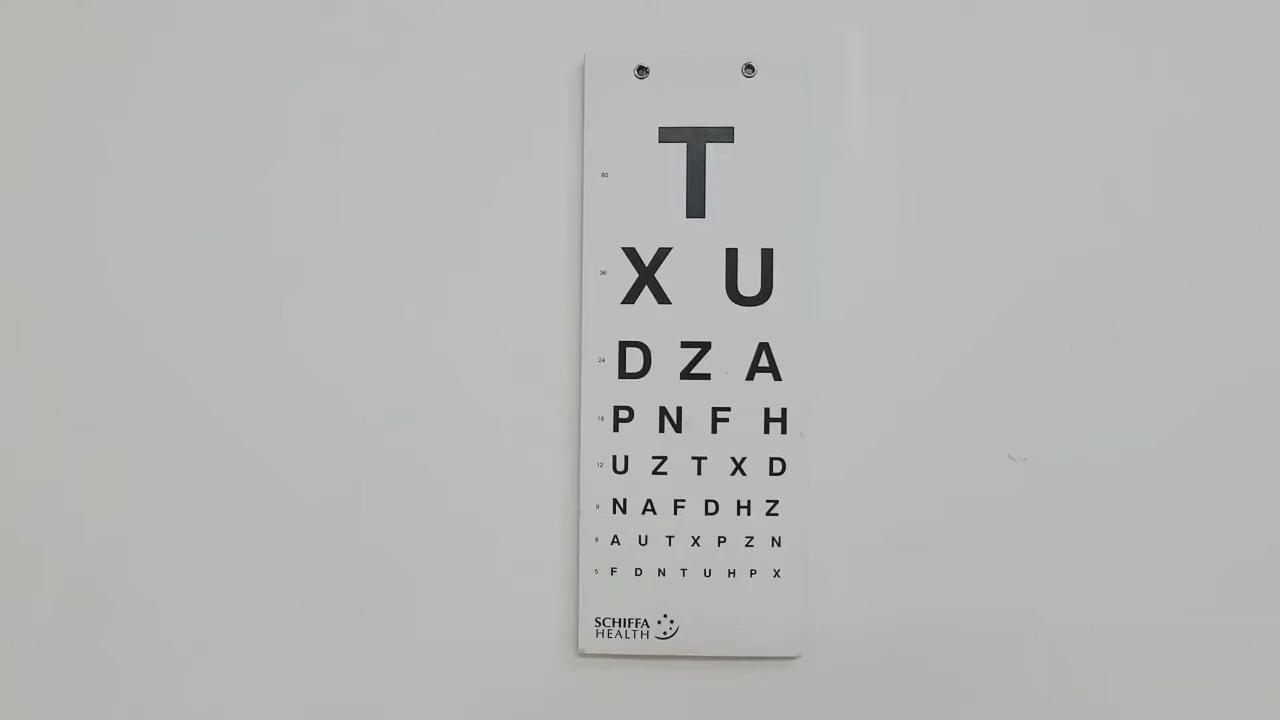 60 T
36 X U
24 D Z A
18 P N F H
12 U Z T X D
9 N A F D H Z
6 A U T X P Z N
5 F D N T U H P X
SCHIFFA
HEALTH